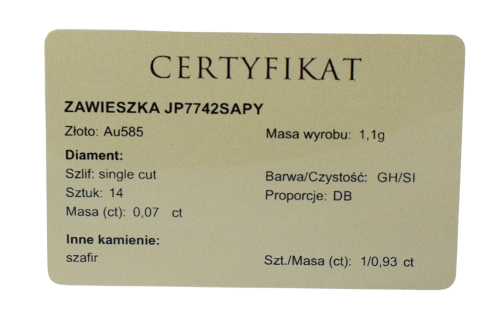 CERTYFIKAT
ZAWIESZKA JP7742SAPY
Złoto: Au585 Masa wyrobu: 1,1g
Diament:
Szlif: single cut Barwa/Czystość: GH/SI
Sztuk: 14 Proporcje: DB
Masa (ct): 0,07 ct
Inne kamienie:
szafir Szt./Masa (ct): 1/0,93 ct